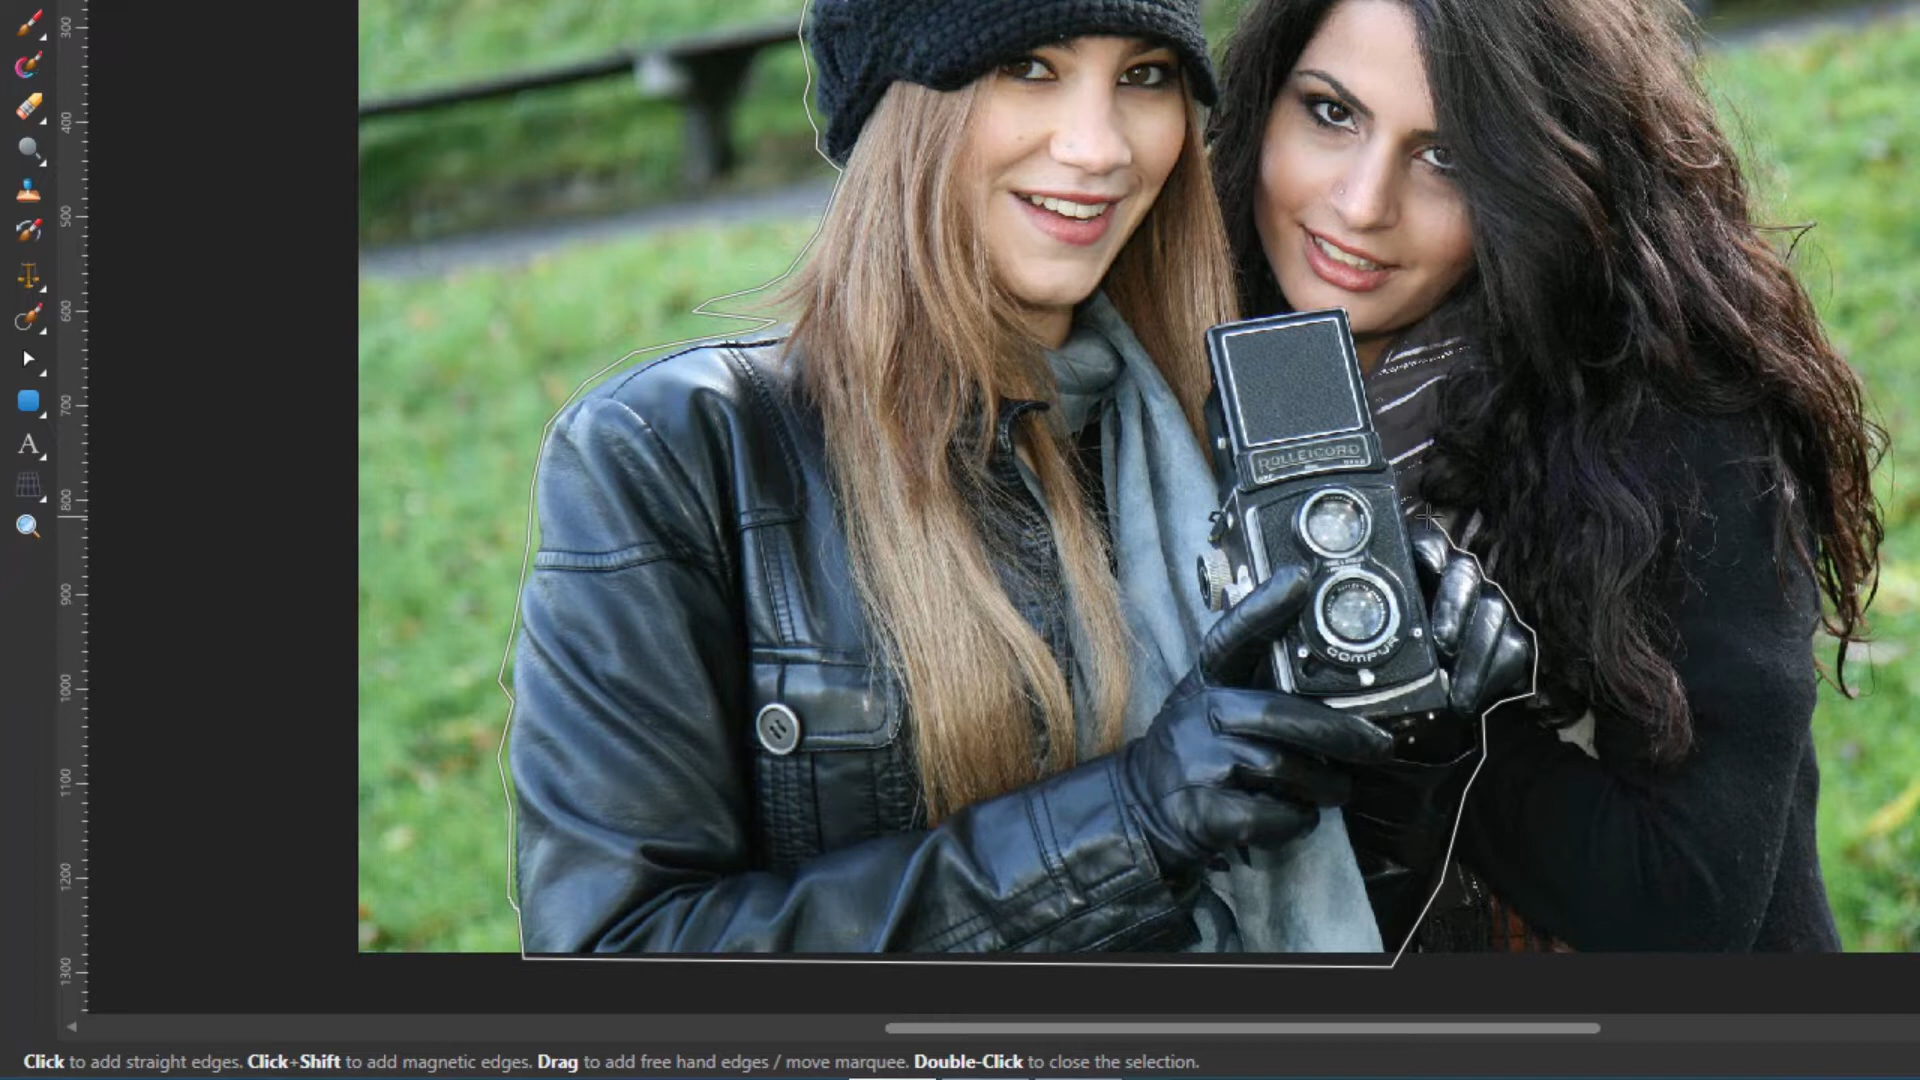 300
400
500
600
700
800
900
1000
1100
1200
1300
A
ROLLEICORD
COMPUR
Click to add straight edges. Click+Shift to add magnetic edges. Drag to add free hand edges / move marquee. Double-Click to close the selection.